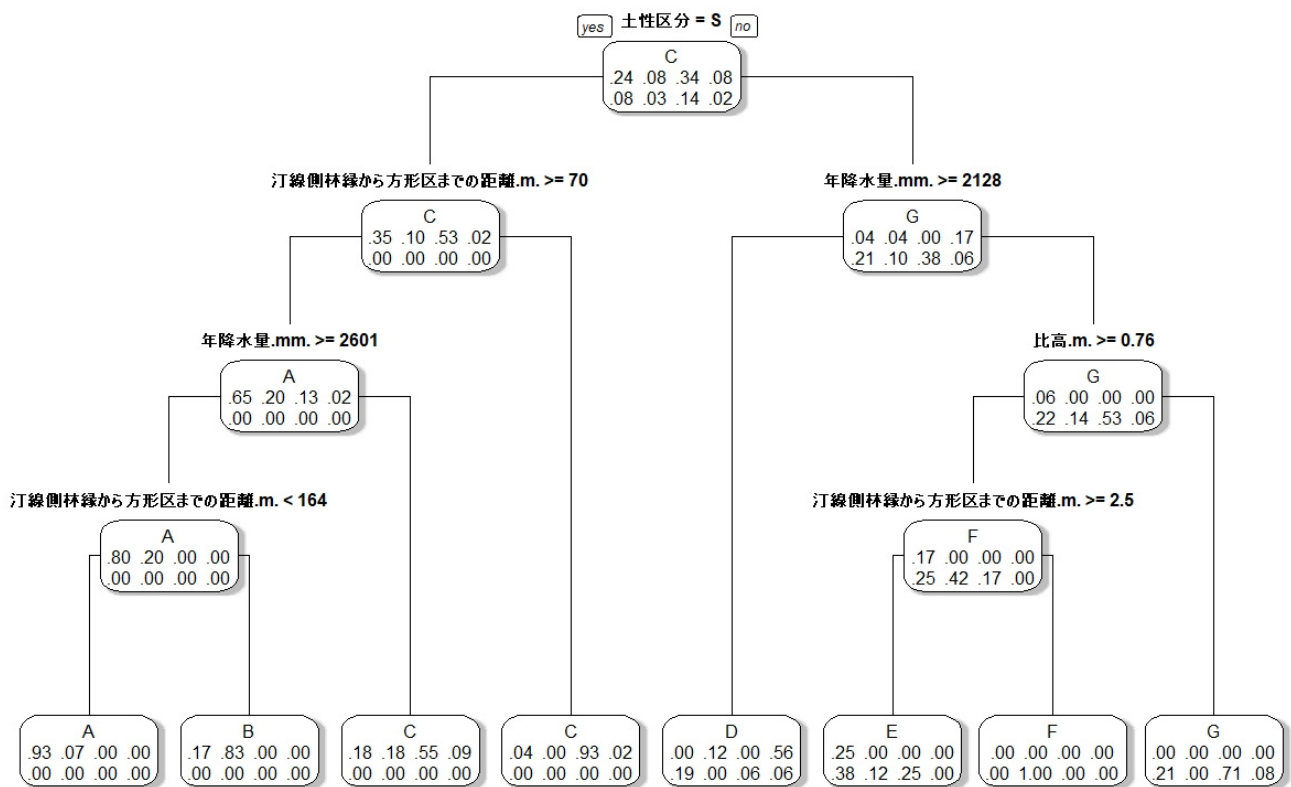 土性区分 = S
yes no
C
.24 .08 .34 .08
.08 .03 .14 .02
汀線側林縁から方形区までの距離.m. >= 70
年降水量.mm. >= 2128
C
.35 .10 .53 .02
.00 .00 .00 .00
G
.04 .04 .00 .17
.21 .10 .38 .06
年降水量.mm. >= 2601
比高.m. >= 0.76
A
.65 .20 .13 .02
.00 .00 .00 .00
G
.06 .00 .00 .00
.22 .14 .53 .06
汀線側林縁から方形区までの距離.m. < 164
汀線側林縁から方形区までの距離.m. >= 2.5
A
.80 .20 .00 .00
.00 .00 .00 .00
F
.17 .00 .00 .00
.25 .42 .17 .00
A
.93 .07 .00 .00
.00 .00 .00 .00
B
.17 .83 .00 .00
.00 .00 .00 .00
C
.18 .18 .55 .09
.00 .00 .00 .00
C
.04 .00 .93 .02
.00 .00 .00 .00
D
.00 .12 .00 .56
.19 .00 .06 .06
E
.25 .00 .00 .00
.38 .12 .25 .00
F
.00 .00 .00 .00
.00 1.00 .00 .00
G
.00 .00 .00 .00
.21 .00 .71 .08